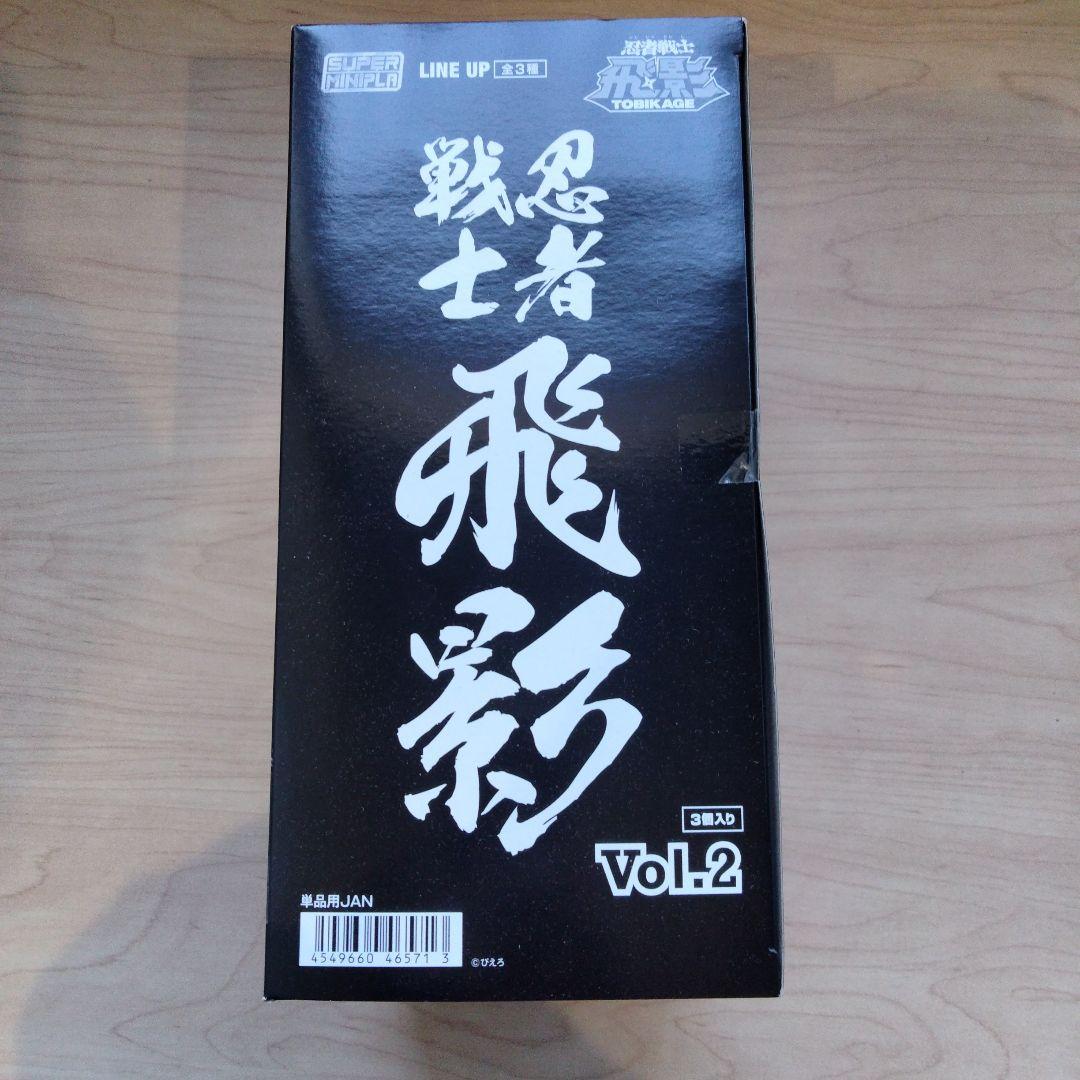 SUPER
MINIPLA
LINE UP 全3種
忍者戦士
飛影
TOBIKAGE
忍者
戦士
飛影
3個入り
Vol.2
単品用JAN
4549660 46571 3
©ぴえろ